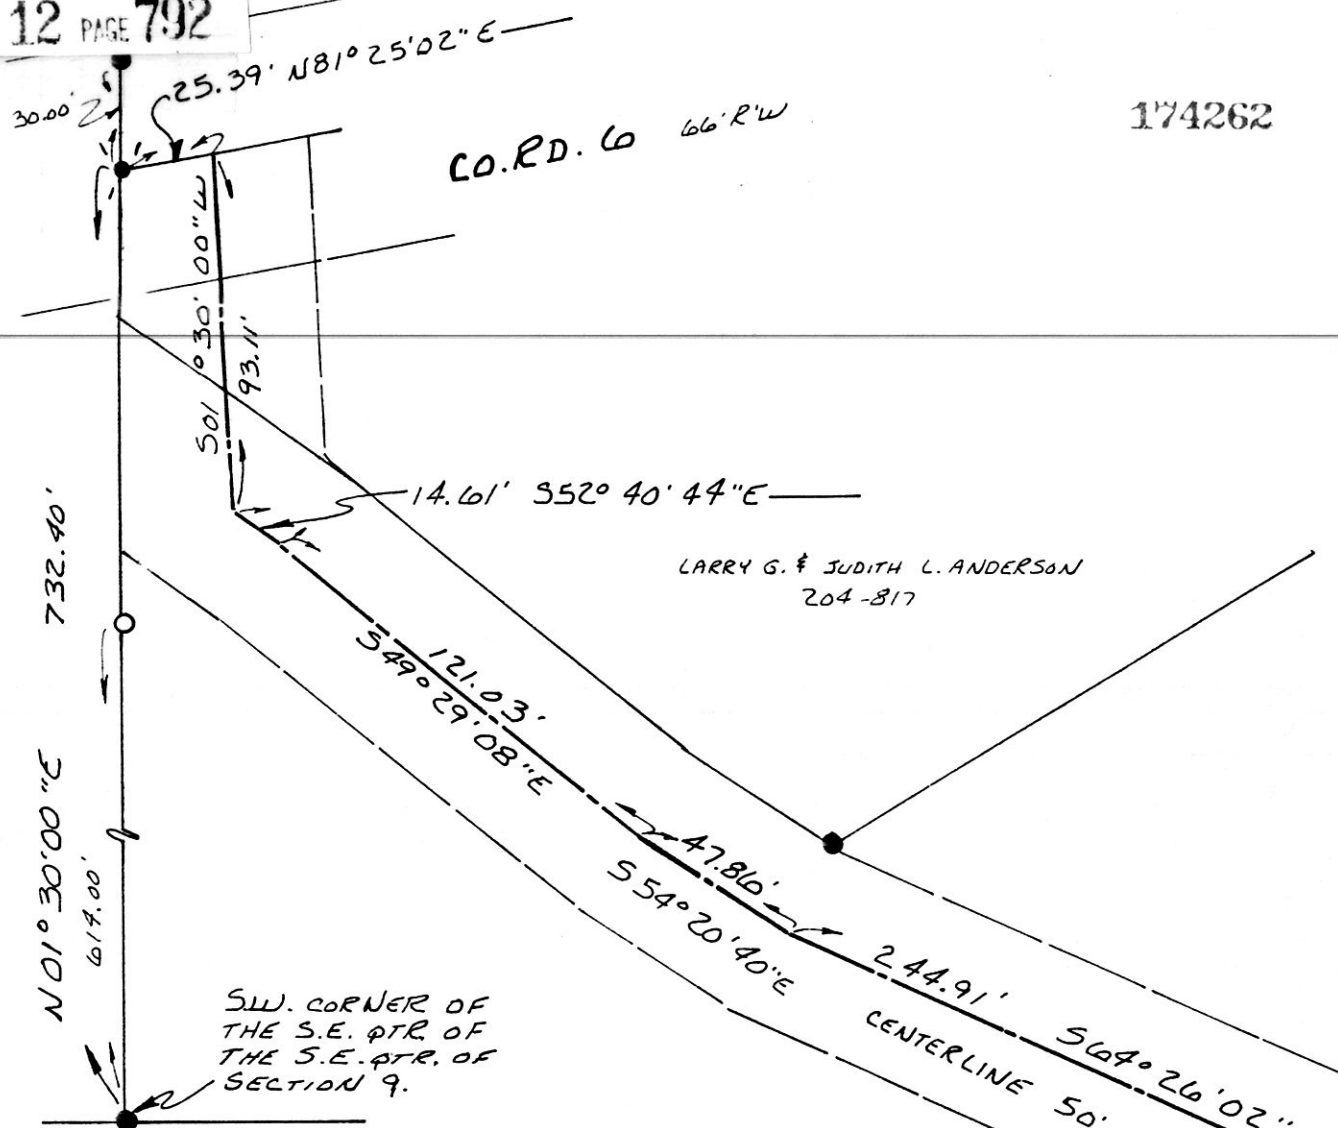 12 PAGE 792
25.39' N81° 25'02" E
30.00'
CO. RD. 6 66' R'W
174262
S01°30'00"W
93.11'
14.61' S52° 40' 44"E
LARRY G. & JUDITH L. ANDERSON
204-817
732.40'
N01°30'00"E
614.00'
121.03'
S49°29'08"E
47.86'
S54°20'40"E
244.91'
S64°26'02"
CENTERLINE 50'
S.W. CORNER OF
THE S.E. QTR. OF
THE S.E. QTR. OF
SECTION 9.